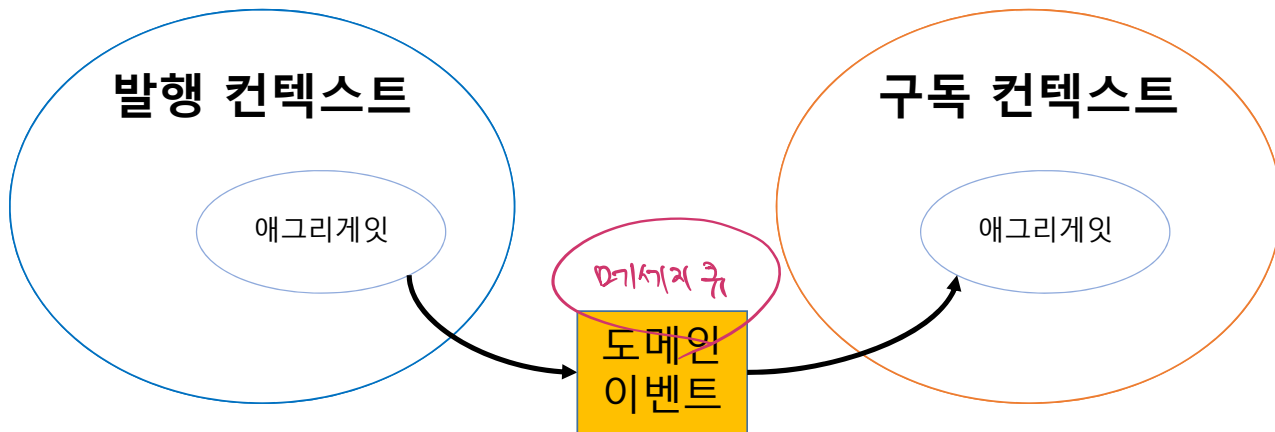 발행 컨텍스트
구독 컨텍스트
애그리게잇
애그리게잇
메세지 큐
도메인
이벤트